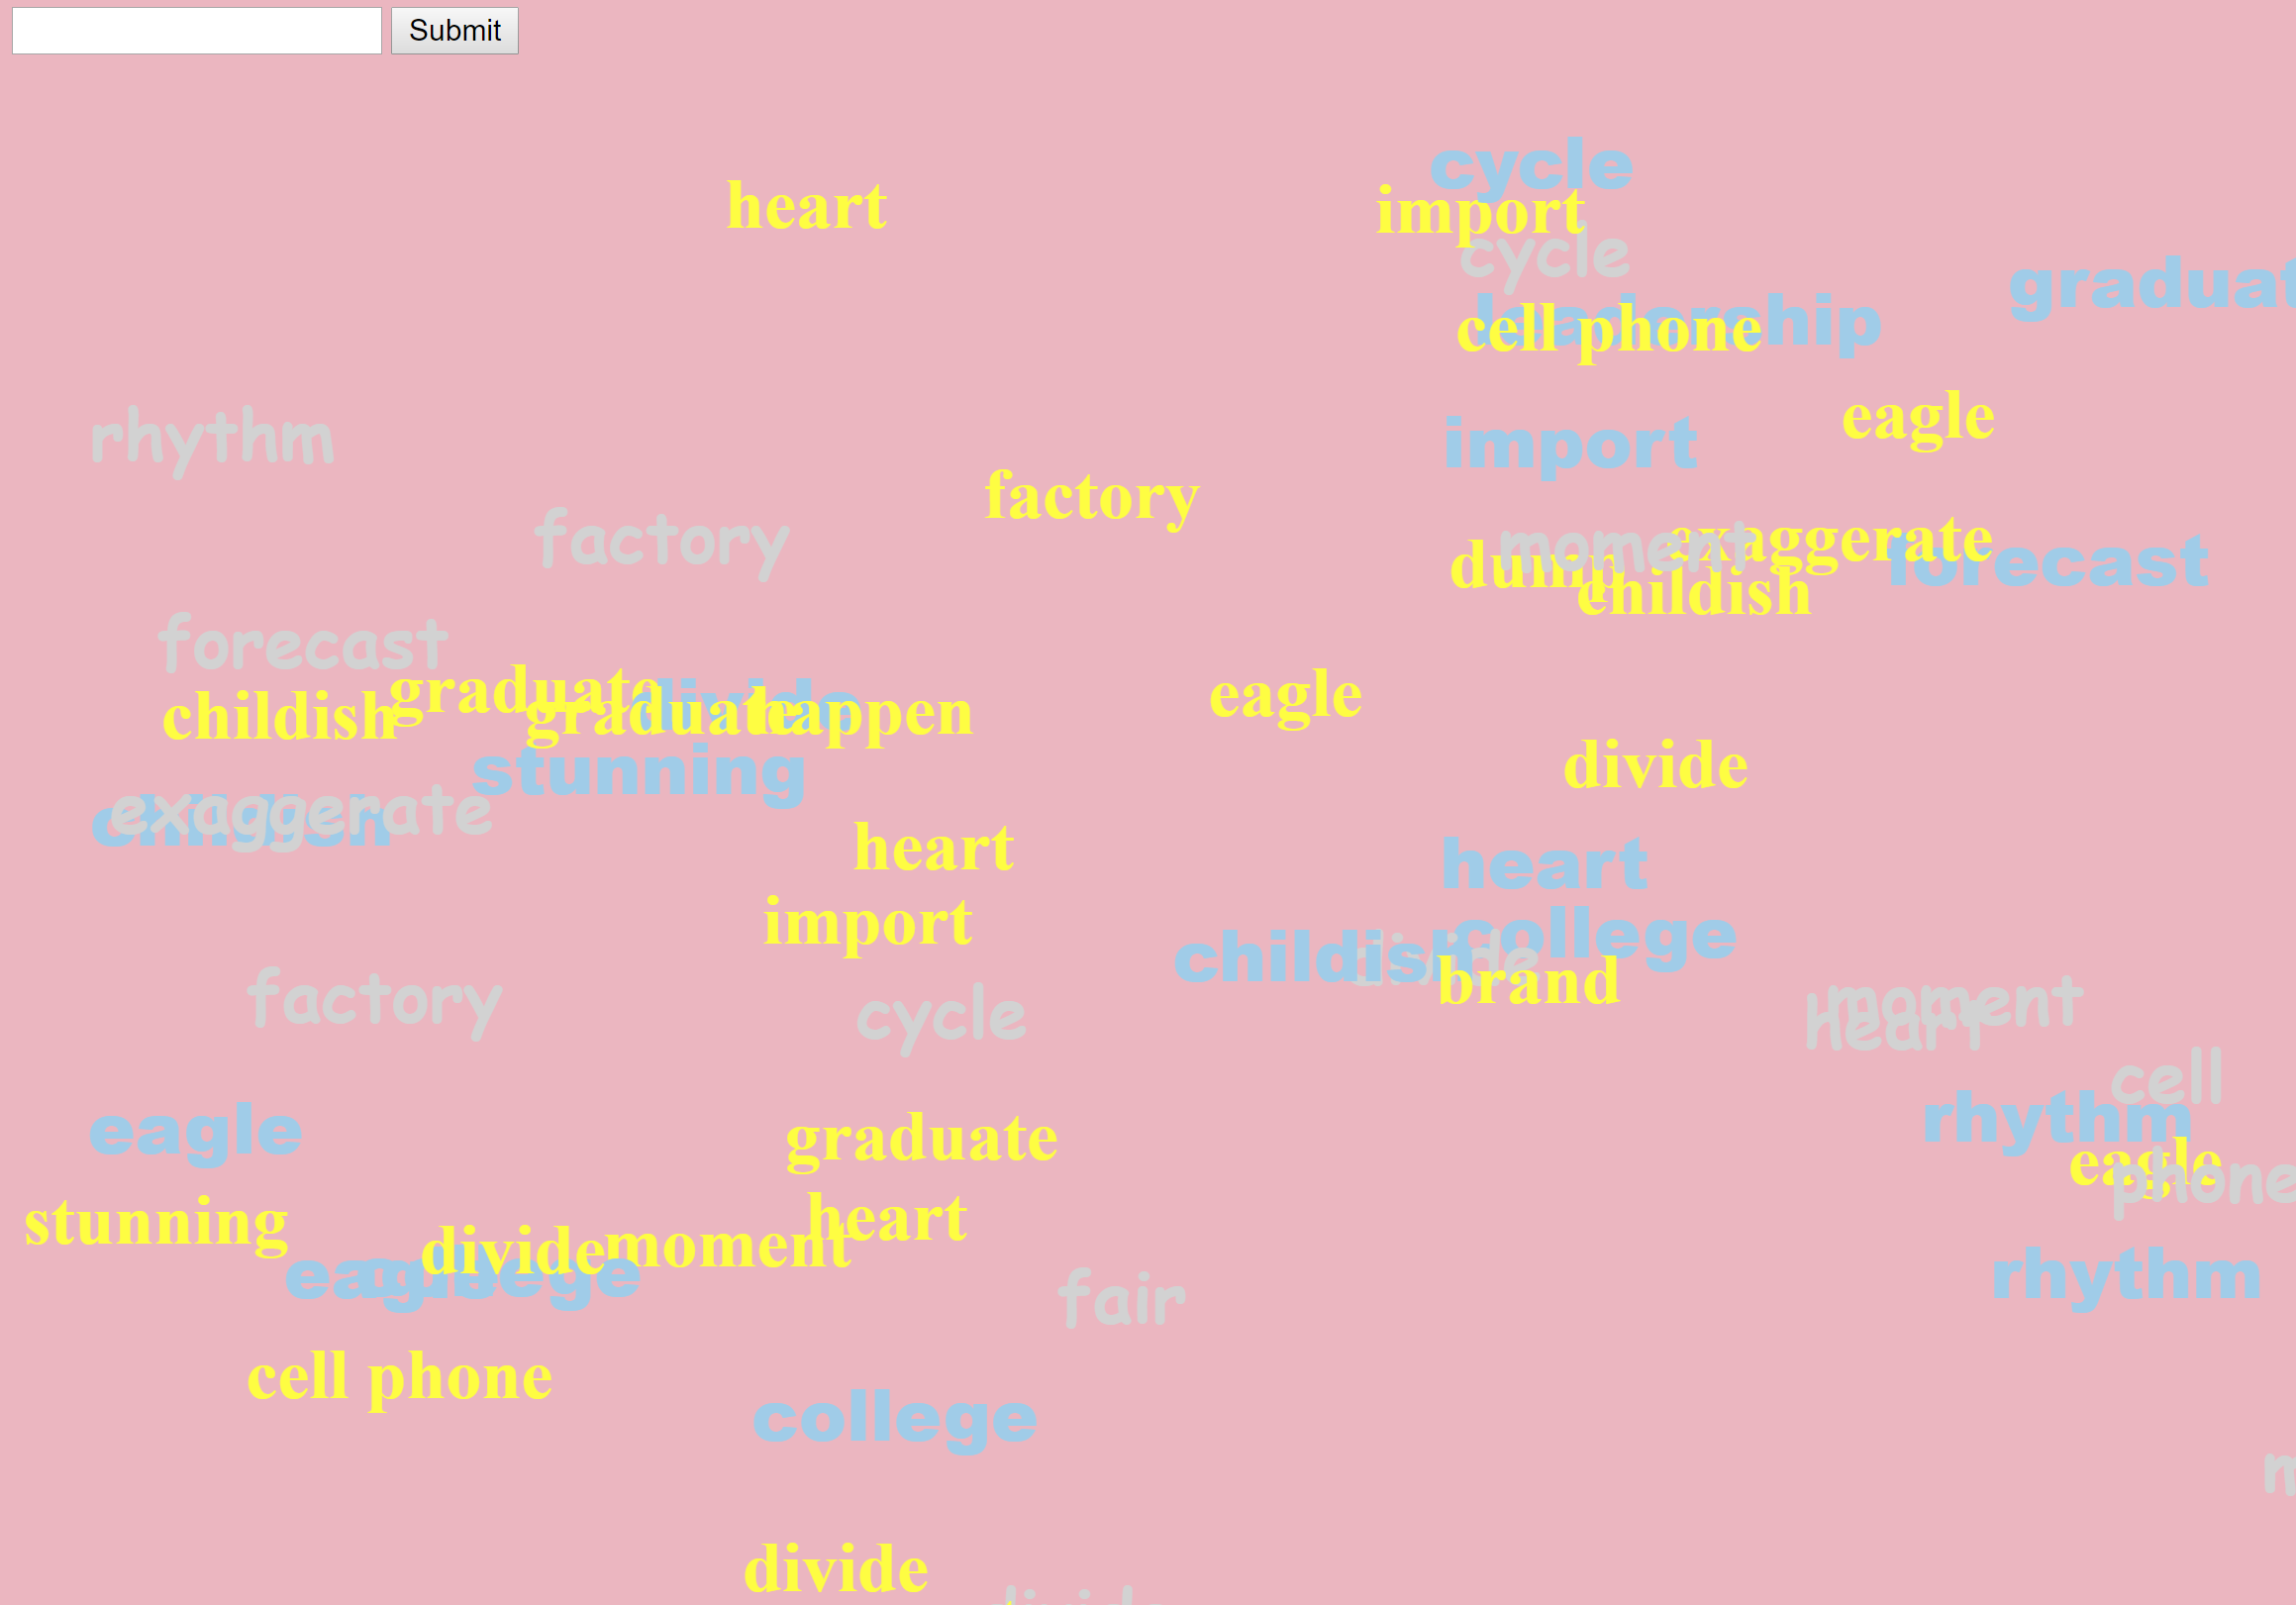 Submit
cycle
heart
import
cycle
graduat
leadership
cell phone
eagle
rhythm
import
factory
factory
moment
exaggerate
forecast
dump
childish
forecast
graduate
divide
eagle
childish
graduate
happen
stunning
divide
exaggerate
children
heart
heart
import
college
childish
divide
brand
factory
cycle
moment
heart
cell
phone
eagle
rhythm
graduate
eagle
stunning
heart
divide
moment
eagle
college
rhythm
fair
cell phone
college
m
divide
divide